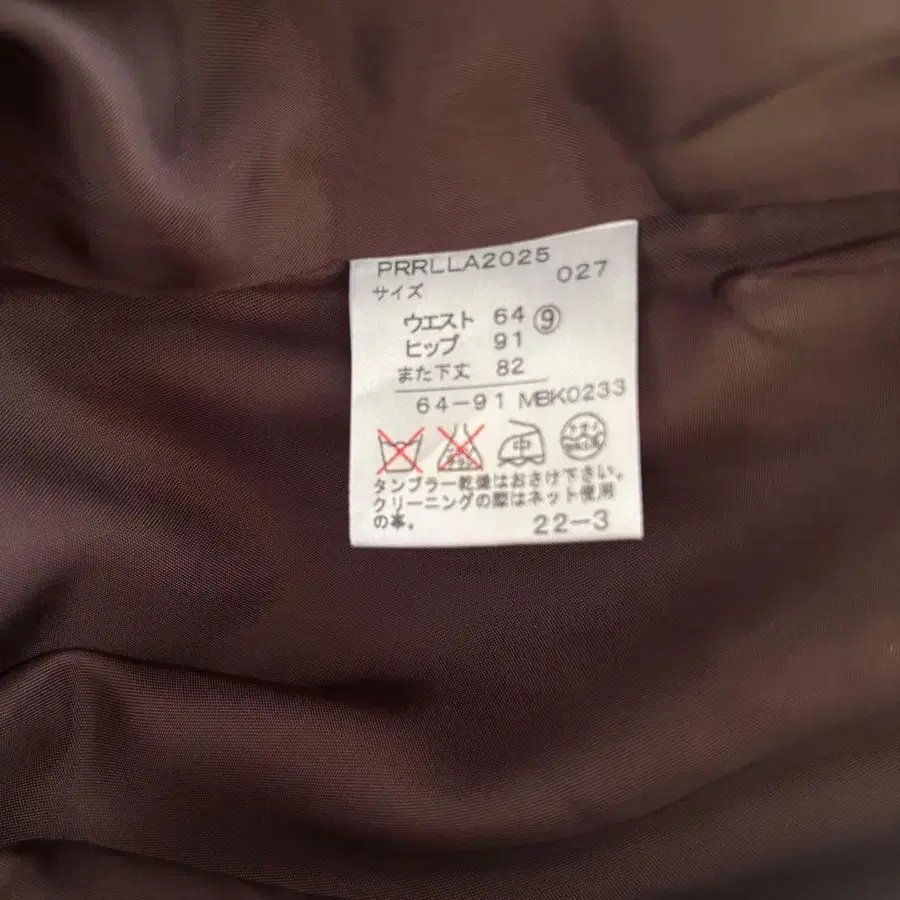 PRRLLA2025 027
サイズ
ウエスト 64 ⑨
ヒップ 91
また下丈 82
64-91 MBK0233
中
タンブラー乾燥はおさけ下さい。
クリーニングの際はネット使用
の事。
22-3